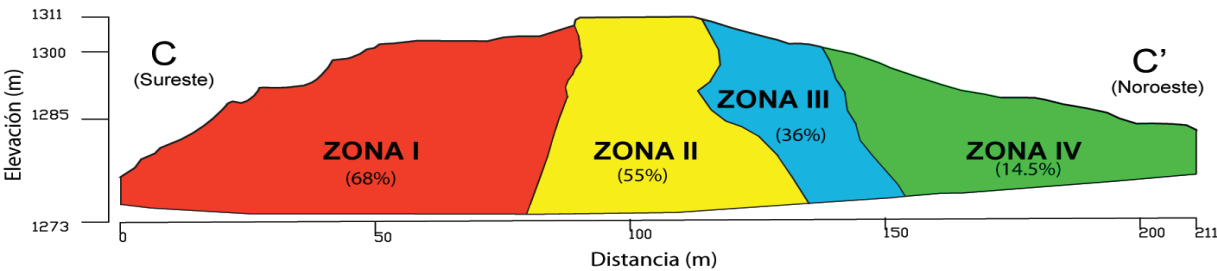 1311
1300
1285
1273
Elevación (m)
C
(Sureste)
ZONA I
(68%)
ZONA II
(55%)
ZONA III
(36%)
ZONA IV
(14.5%)
C’
(Noroeste)
0
50
100
150
200
211
Distancia (m)